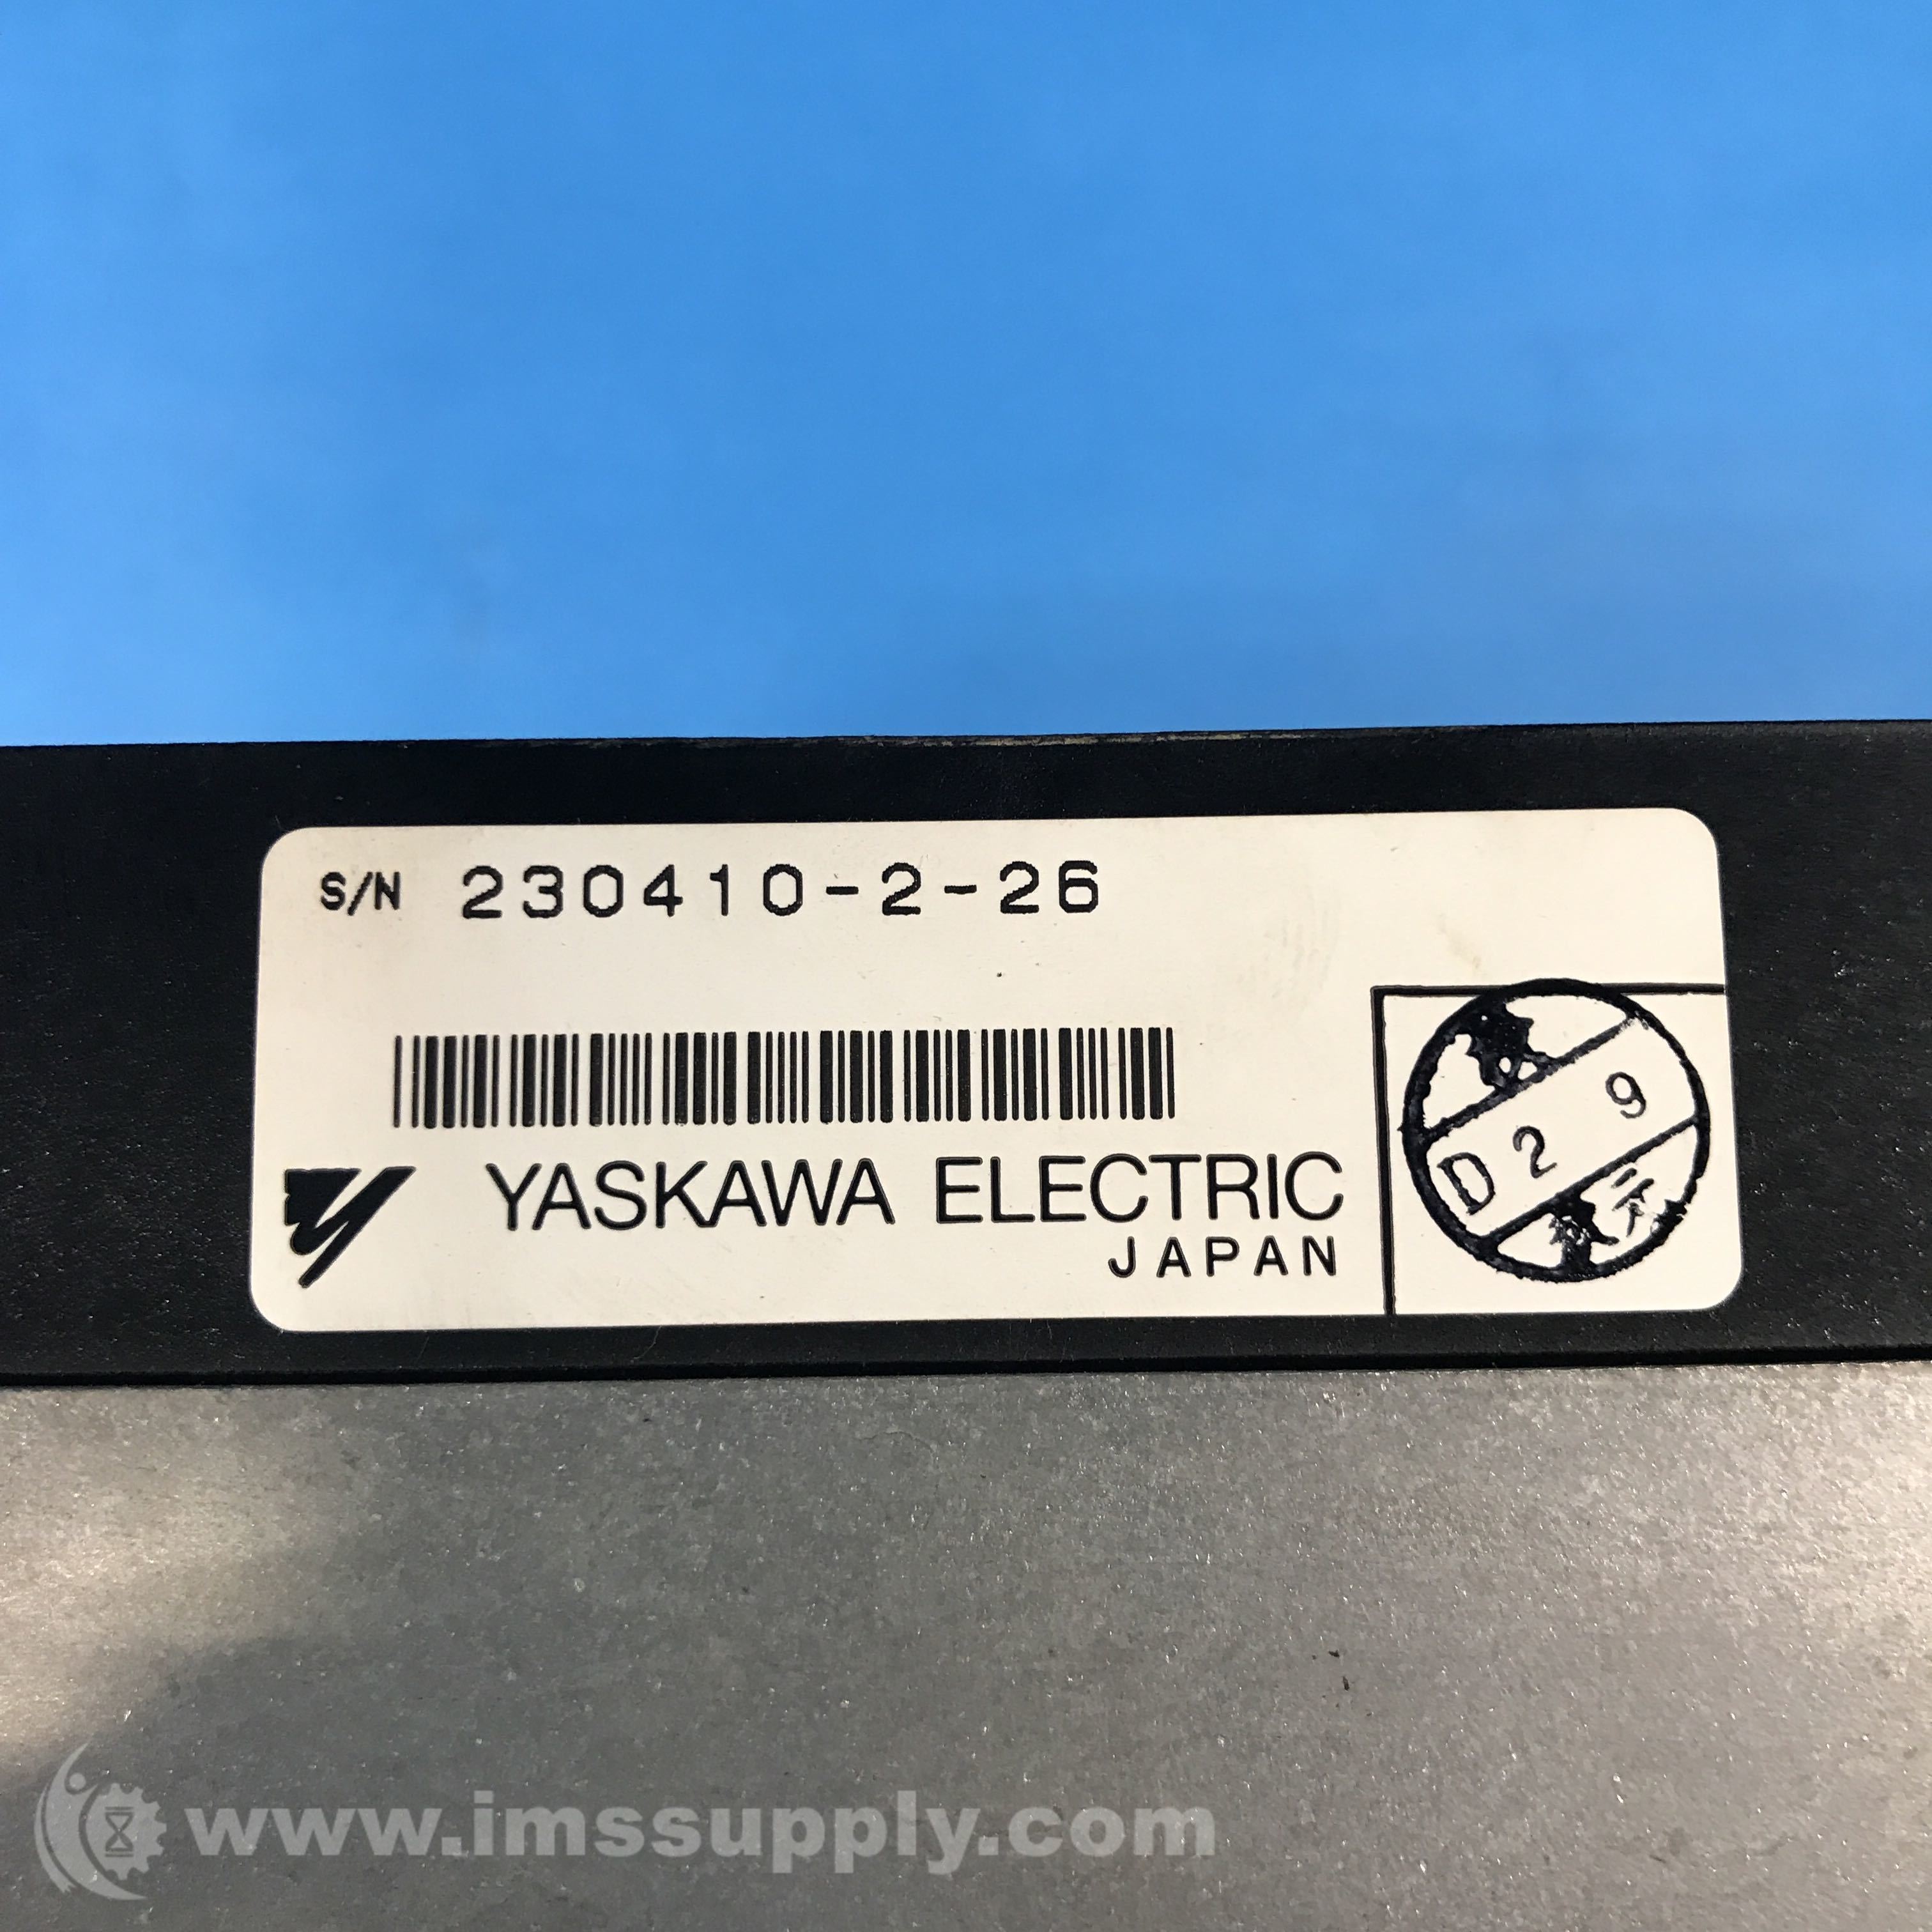 S/N 230410-2-26
YASKAWA ELECTRIC
JAPAN
D 2 9
www.imssupply.com